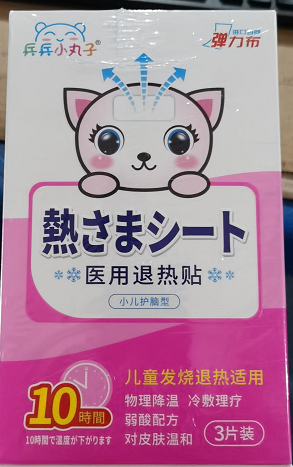 兵兵小丸子®
弹力布
熱さまシート
医用退热贴
小儿护脑型
10時間
10時間で温度が下がります
儿童发烧退热适用
物理降温 冷敷理疗
弱酸配方
对皮肤温和
3片装